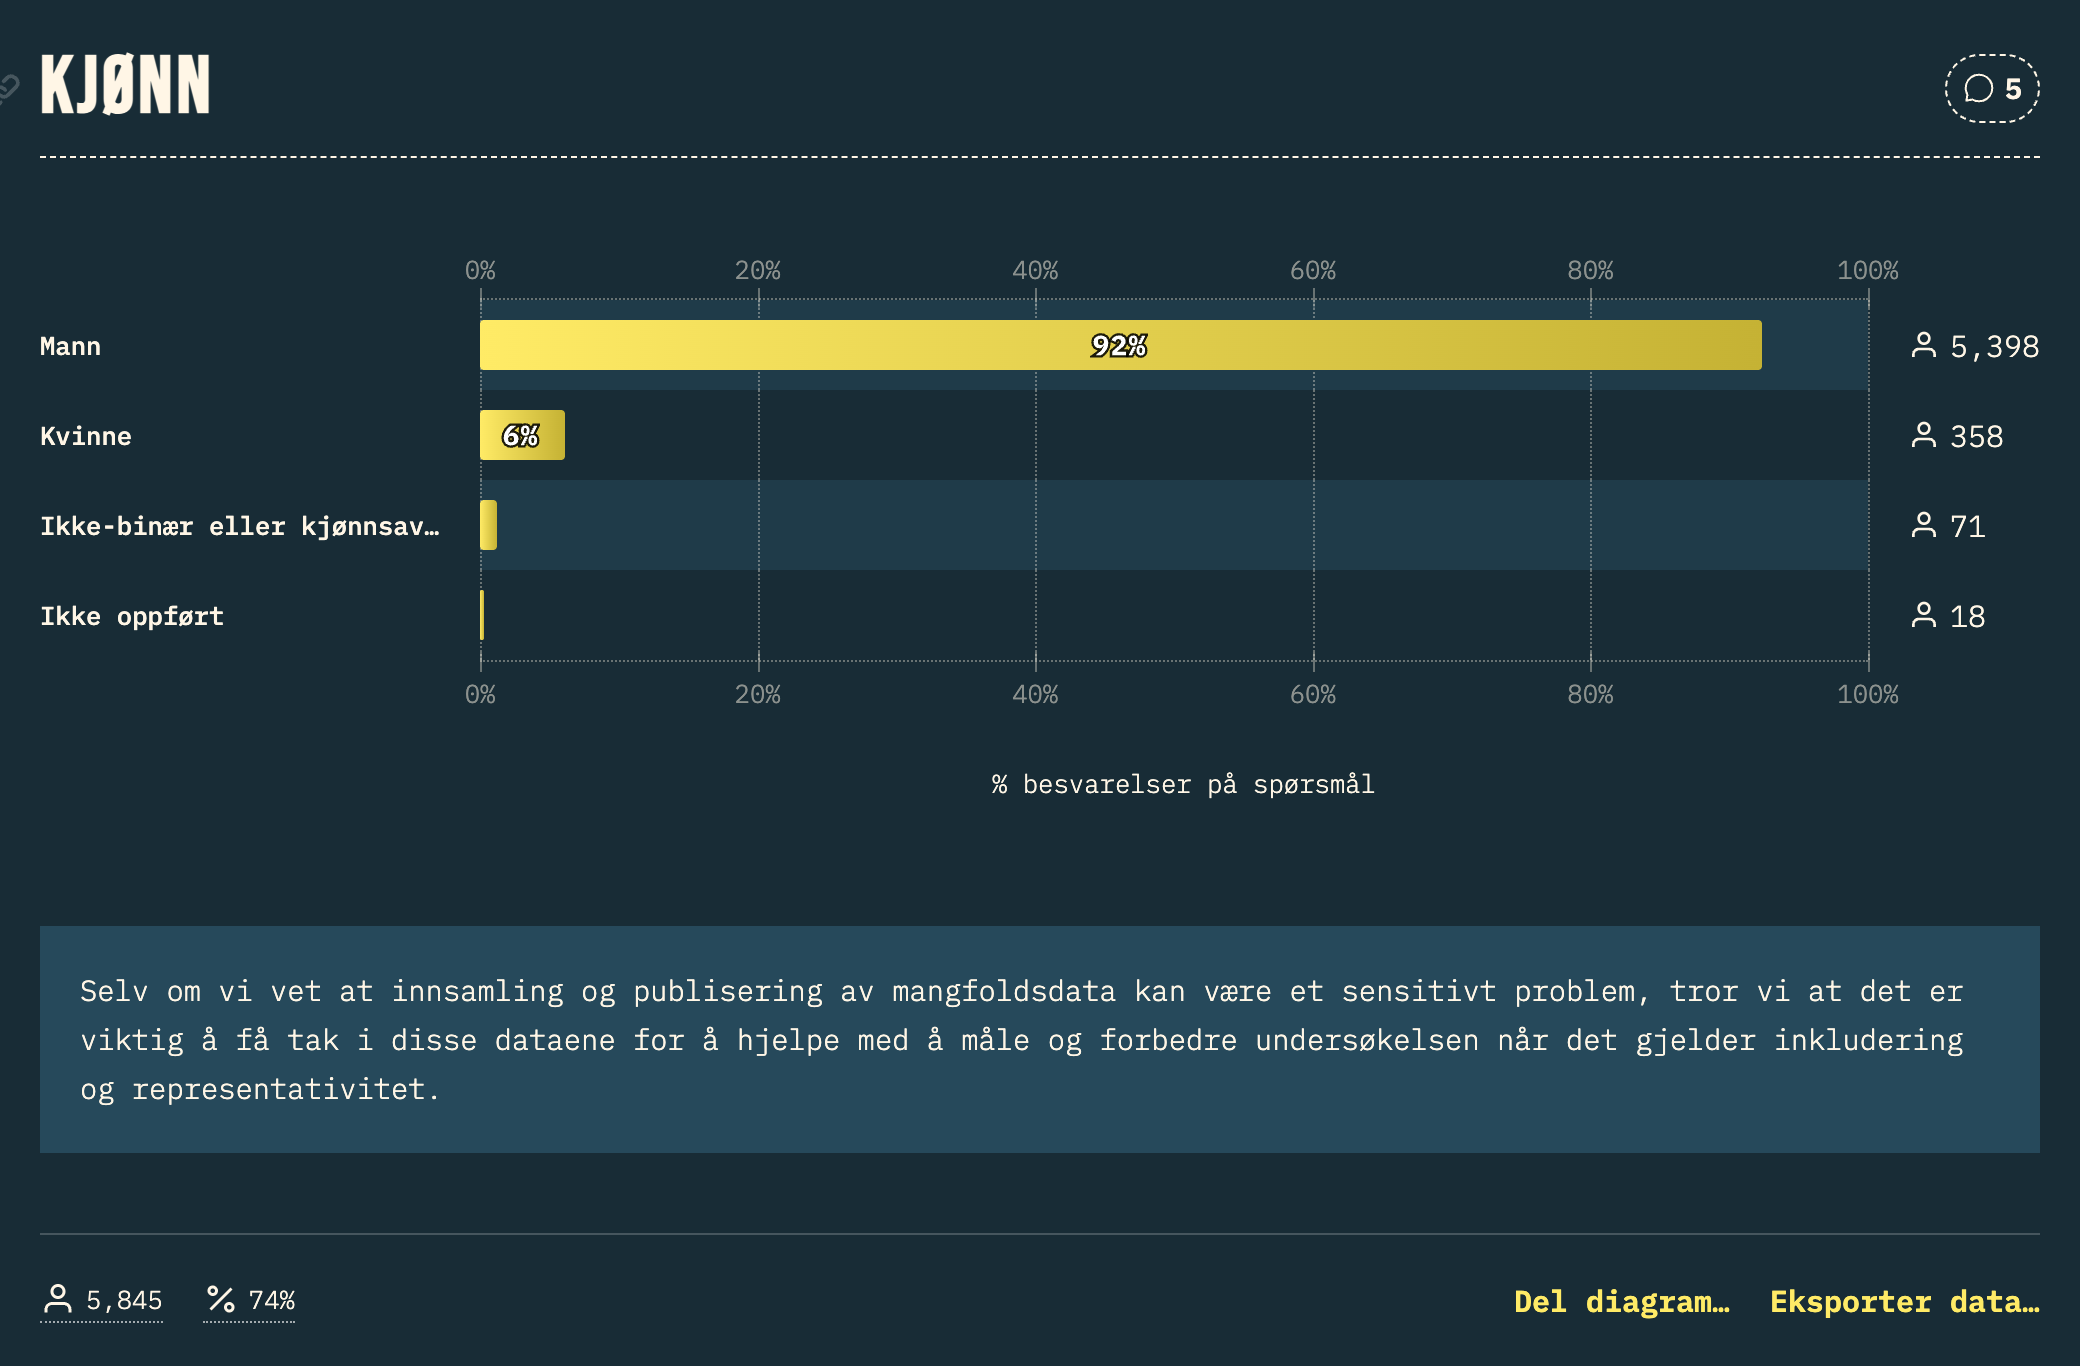 KJØNN
5
0% 20% 40% 60% 80% 100%
Mann 92% 5,398
Kvinne 6% 358
Ikke-binær eller kjønnsav… 71
Ikke oppført 18
0% 20% 40% 60% 80% 100%
% besvarelser på spørsmål
Selv om vi vet at innsamling og publisering av mangfoldsdata kan være et sensitivt problem, tror vi at det er
viktig å få tak i disse dataene for å hjelpe med å måle og forbedre undersøkelsen når det gjelder inkludering
og representativitet.
5,845 74% Del diagram… Eksporter data…